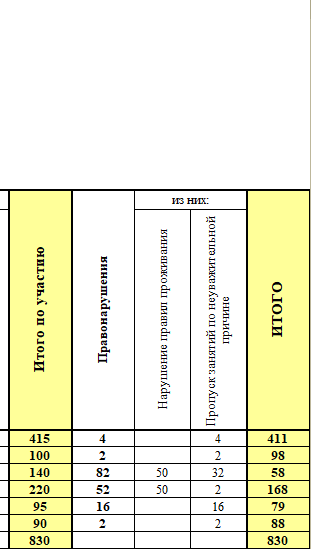 из них:
Итого по участию
Правонарушения
Нарушение правил проживания
Пропуск занятий по неуважительной
причине
ИТОГО
415 4 4 411
100 2 2 98
140 82 50 32 58
220 52 50 2 168
95 16 16 79
90 2 2 88
830 830